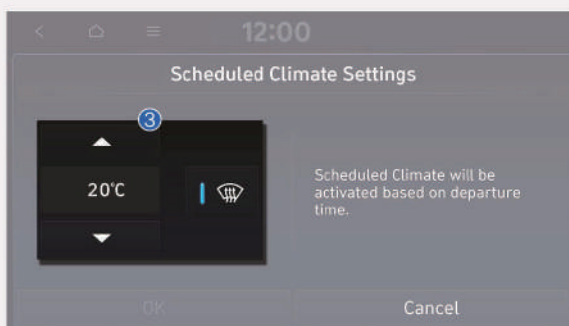 12:00
Scheduled Climate Settings
3
20°C
Scheduled Climate will be
activated based on departure
time.
OK
Cancel